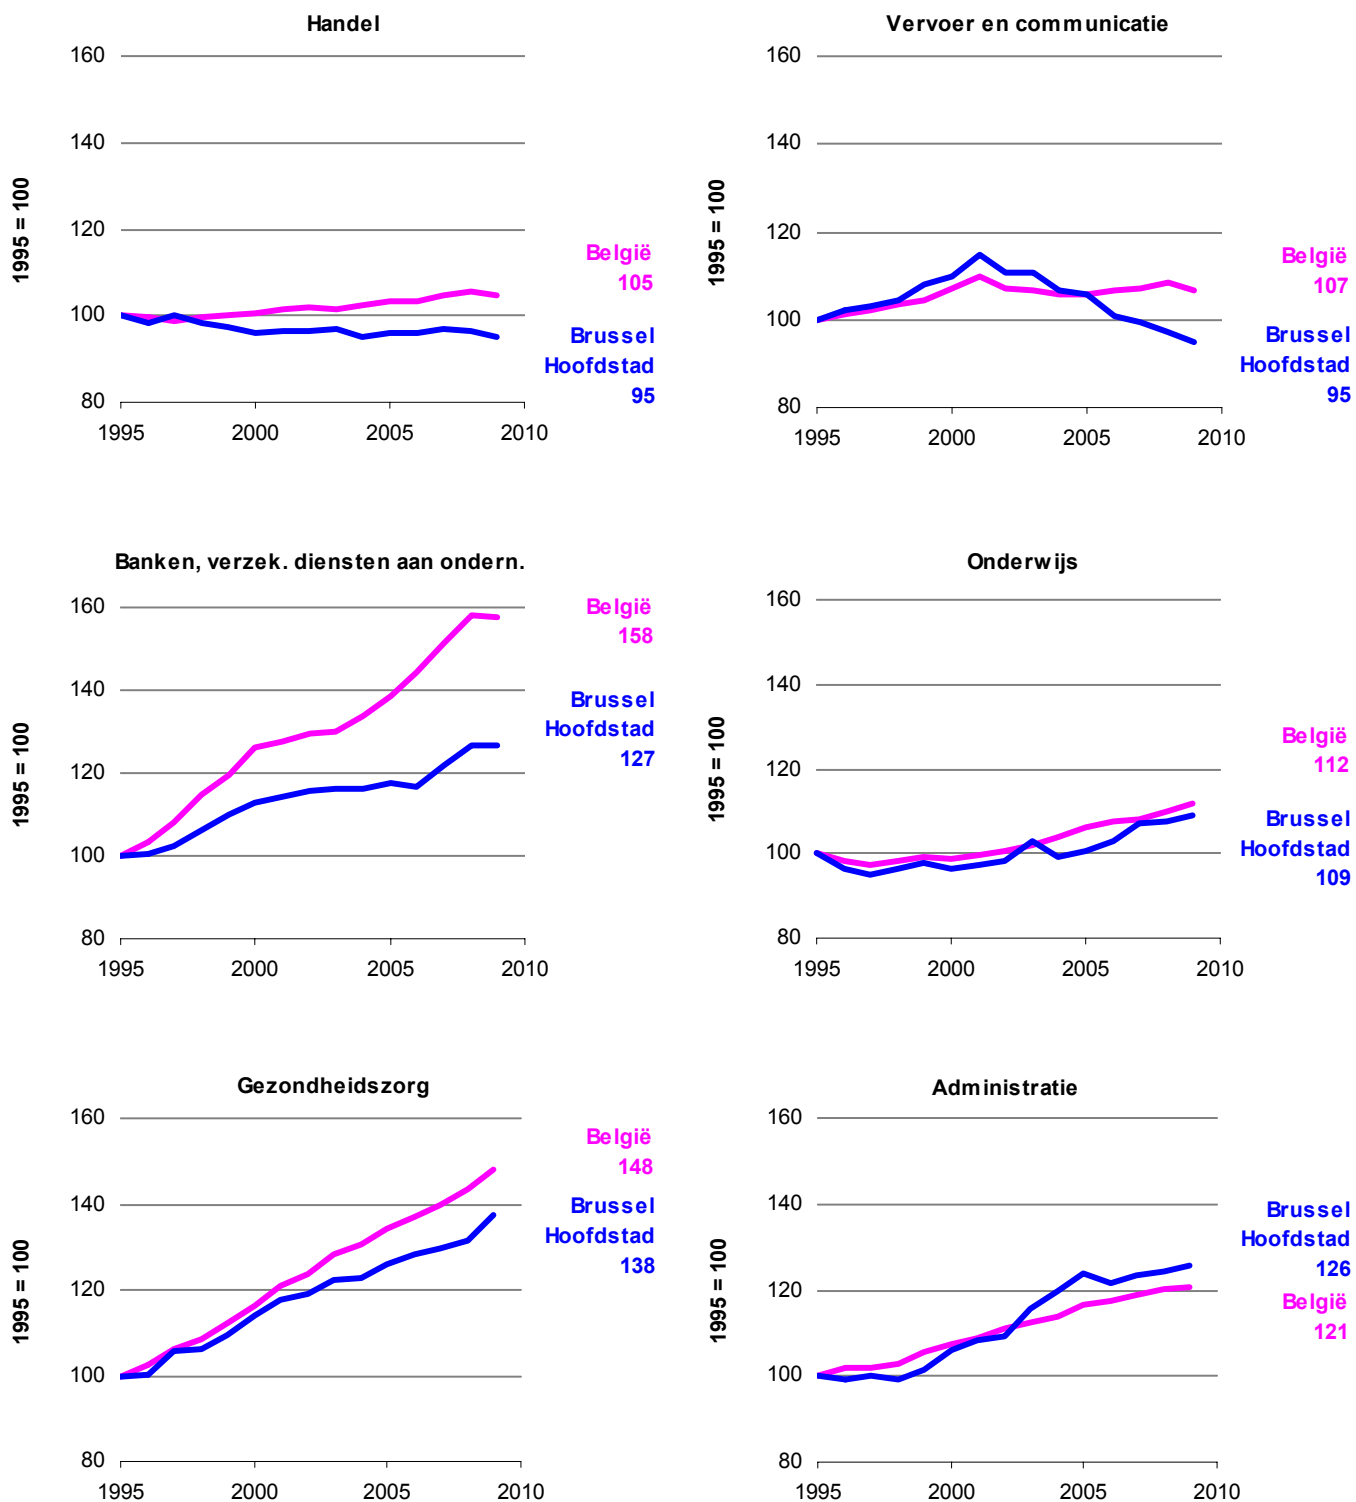 Handel
160
140
120
100
80
1995 = 100
1995 2000 2005 2010
België
105
Brussel
Hoofdstad
95
Vervoer en communicatie
160
140
120
100
80
1995 = 100
1995 2000 2005 2010
België
107
Brussel
Hoofdstad
95
Banken, verzek. diensten aan ondern.
160
140
120
100
80
1995 = 100
1995 2000 2005 2010
België
158
Brussel
Hoofdstad
127
Onderwijs
160
140
120
100
80
1995 = 100
1995 2000 2005 2010
België
112
Brussel
Hoofdstad
109
Gezondheidszorg
160
140
120
100
80
1995 = 100
1995 2000 2005 2010
België
148
Brussel
Hoofdstad
138
Administratie
160
140
120
100
80
1995 = 100
1995 2000 2005 2010
Brussel
Hoofdstad
126
België
121